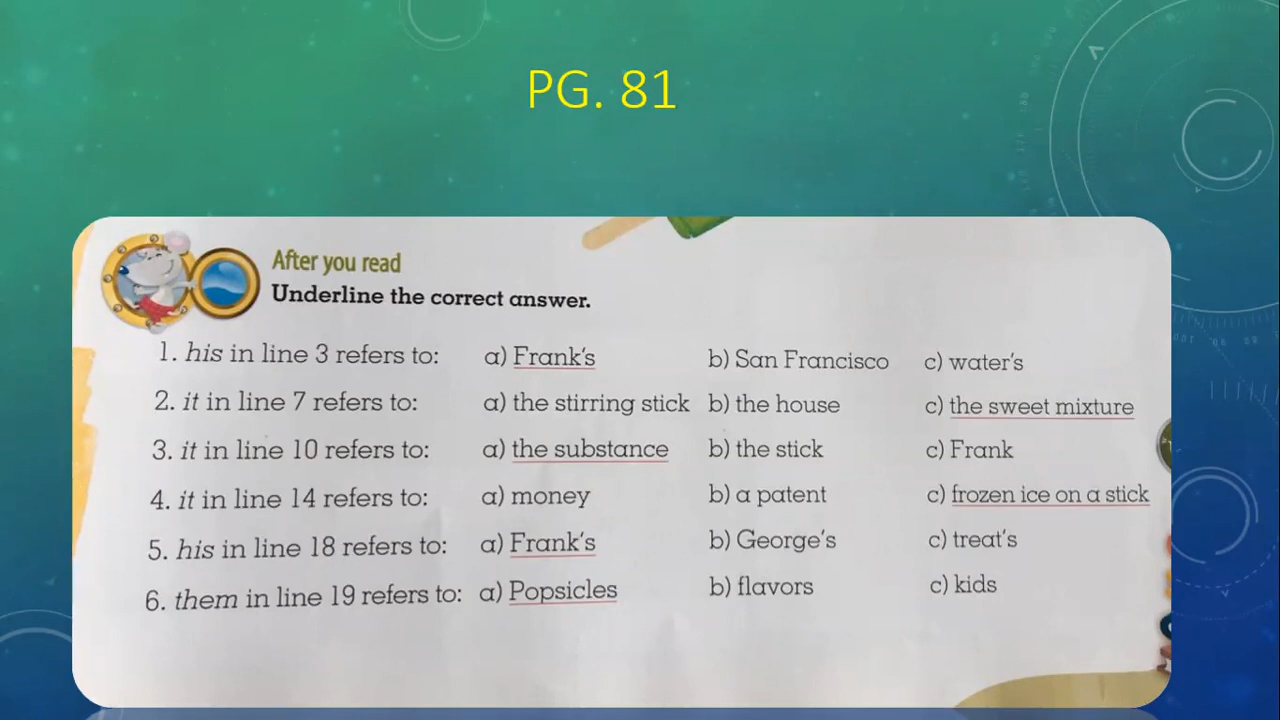 PG. 81
After you read
Underline the correct answer.
1. his in line 3 refers to: a) Frank's b) San Francisco c) water's
2. it in line 7 refers to: a) the stirring stick b) the house c) the sweet mixture
3. it in line 10 refers to: a) the substance b) the stick c) Frank
4. it in line 14 refers to: a) money b) a patent c) frozen ice on a stick
5. his in line 18 refers to: a) Frank's b) George's c) treat's
6. them in line 19 refers to: a) Popsicles b) flavors c) kids